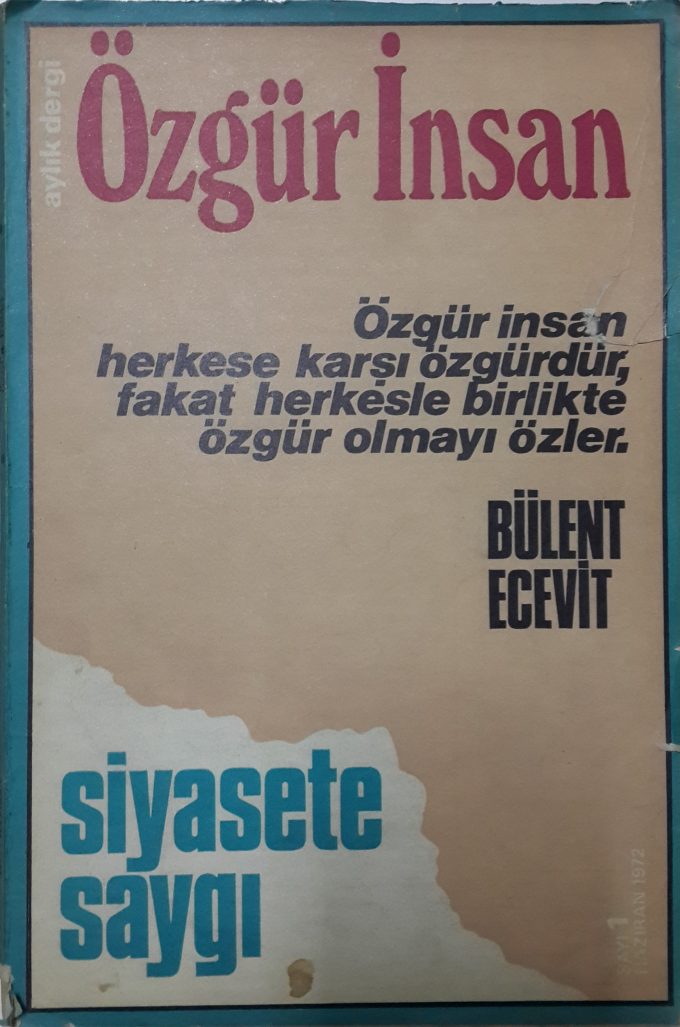 aylık dergi
Özgür İnsan
Özgür insan
herkese karşı özgürdür,
fakat herkesle birlikte
özgür olmayı özler.
BÜLENT
ECEVİT
siyasete
saygı
SAYI 1
HAZİRAN 1972